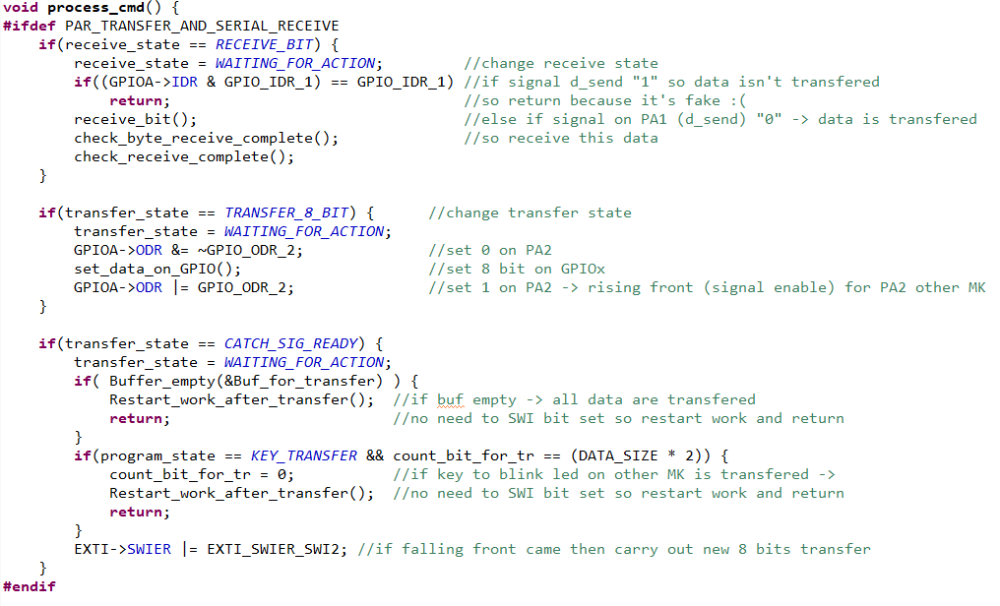 void process_cmd() {
#ifdef PAR_TRANSFER_AND_SERIAL_RECEIVE
    if(receive_state == RECEIVE_BIT) {
        receive_state = WAITING_FOR_ACTION;         //change receive state
        if((GPIOA->IDR & GPIO_IDR_1) == GPIO_IDR_1) //if signal d_send "1" so data isn't transfered
            return;                                 //so return because it's fake :(
        receive_bit();                              //else if signal on PA1 (d_send) "0" -> data is transfered
        check_byte_receive_complete();              //so receive this data
        check_receive_complete();
    }

    if(transfer_state == TRANSFER_8_BIT) {      //change transfer state
        transfer_state = WAITING_FOR_ACTION;
        GPIOA->ODR &= ~GPIO_ODR_2;              //set 0 on PA2
        set_data_on_GPIO();                     //set 8 bit on GPIOx
        GPIOA->ODR |= GPIO_ODR_2;               //set 1 on PA2 -> rising front (signal enable) for PA2 other MK
    }

    if(transfer_state == CATCH_SIG_READY) {
        transfer_state = WAITING_FOR_ACTION;
        if( Buffer_empty(&Buf_for_transfer) ) {
            Restart_work_after_transfer();  //if buf empty -> all data are transfered
            return;                         //no need to SWI bit set so restart work and return
        }
        if(program_state == KEY_TRANSFER && count_bit_for_tr == (DATA_SIZE * 2)) {
            count_bit_for_tr = 0;           //if key to blink led on other MK is transfered ->
            Restart_work_after_transfer();  //no need to SWI bit set so restart work and return
            return;
        }
        EXTI->SWIER |= EXTI_SWIER_SWI2; //if falling front came then carry out new 8 bits transfer
    }
#endif